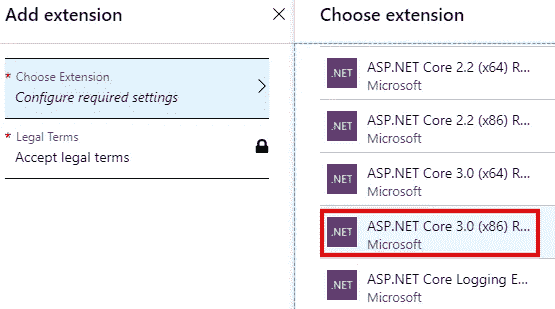 Add extension
* Choose Extension
Configure required settings
* Legal Terms
Accept legal terms
Choose extension
.NET
ASP.NET Core 2.2 (x64) R...
Microsoft
.NET
ASP.NET Core 2.2 (x86) R...
Microsoft
.NET
ASP.NET Core 3.0 (x64) R...
Microsoft
.NET
ASP.NET Core 3.0 (x86) R...
Microsoft
.NET
ASP.NET Core Logging E...
Microsoft